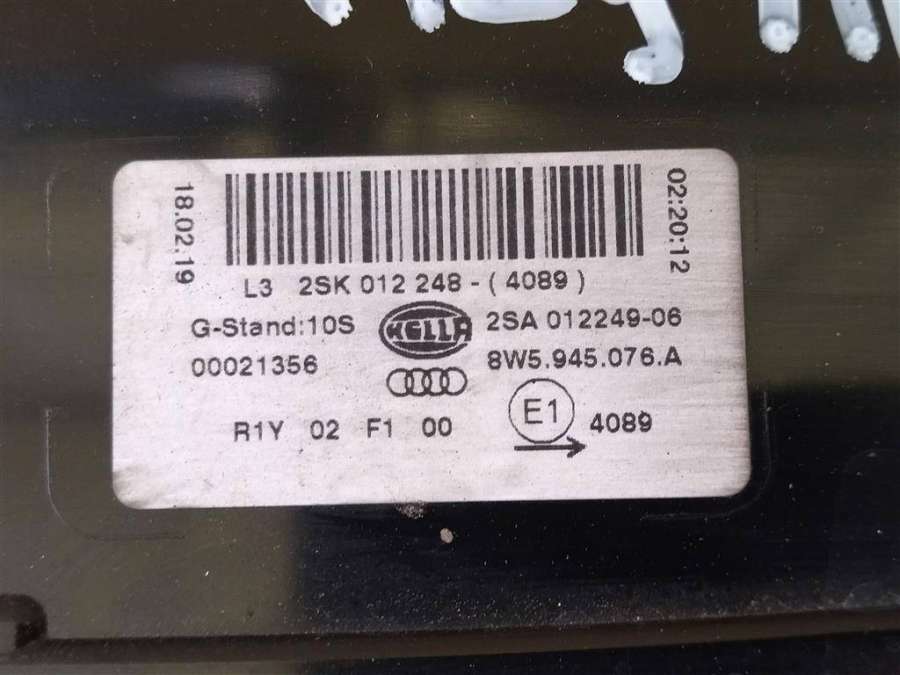 18.02.19
02:20:12
L3 2SK 012 248 - ( 4089 )
G-Stand:10S
HELLA
2SA 012249-06
00021356
8W5.945.076.A
R1Y 02 F1 00
E1
4089